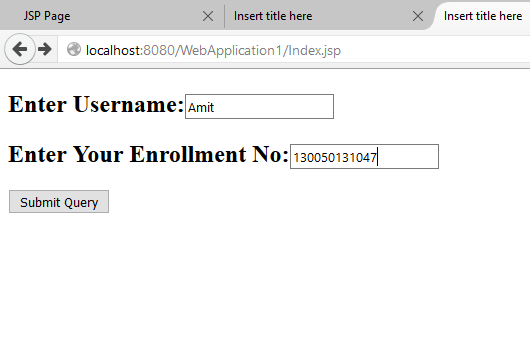 JSP Page Insert title here Insert title here
localhost:8080/WebApplication1/Index.jsp
Enter Username: Amit
Enter Your Enrollment No: 130050131047
Submit Query